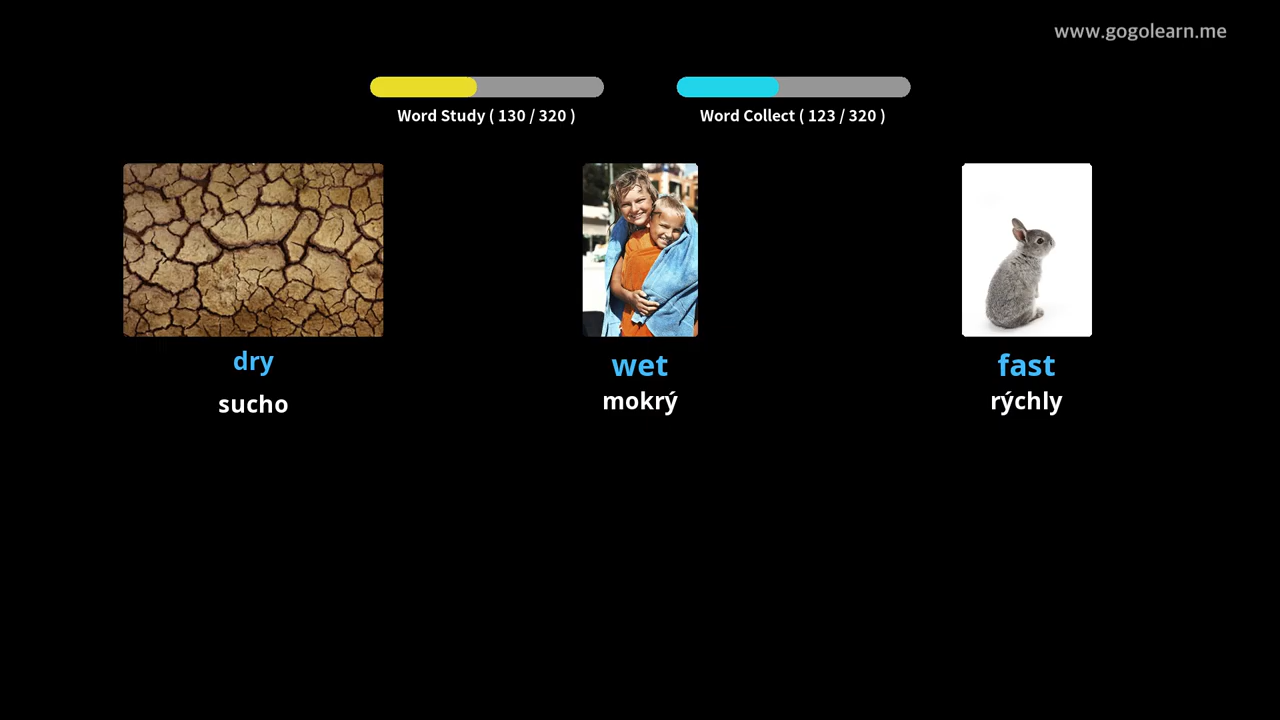 www.gogolearn.me
Word Study ( 130 / 320 )
Word Collect ( 123 / 320 )
dry
sucho
wet
mokrý
fast
rýchly